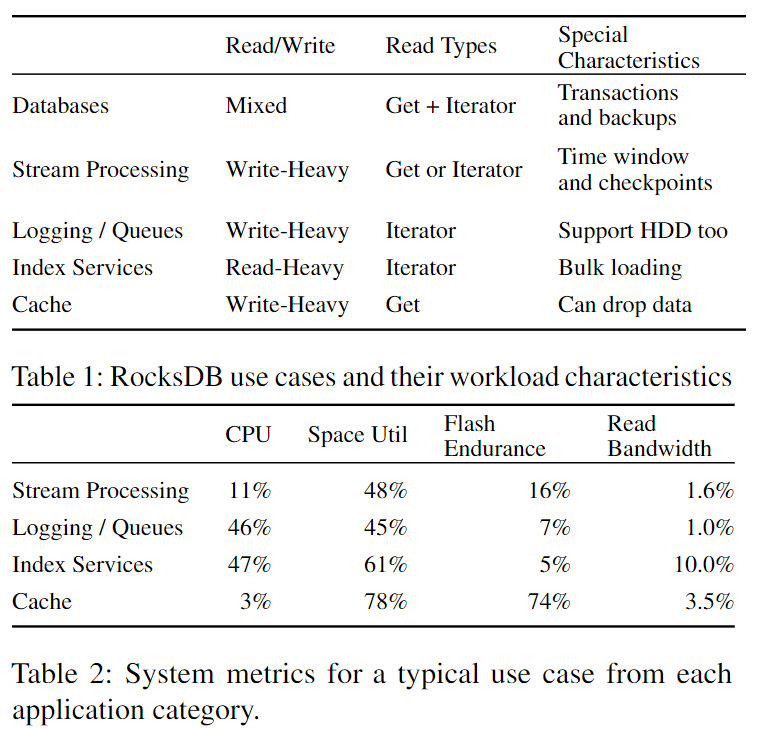 Read/Write Read Types Special Characteristics
Databases Mixed Get + Iterator Transactions and backups
Stream Processing Write-Heavy Get or Iterator Time window and checkpoints
Logging / Queues Write-Heavy Iterator Support HDD too
Index Services Read-Heavy Iterator Bulk loading
Cache Write-Heavy Get Can drop data
Table 1: RocksDB use cases and their workload characteristics
CPU Space Util Flash Endurance Read Bandwidth
Stream Processing 11% 48% 16% 1.6%
Logging / Queues 46% 45% 7% 1.0%
Index Services 47% 61% 5% 10.0%
Cache 3% 78% 74% 3.5%
Table 2: System metrics for a typical use case from each
application category.